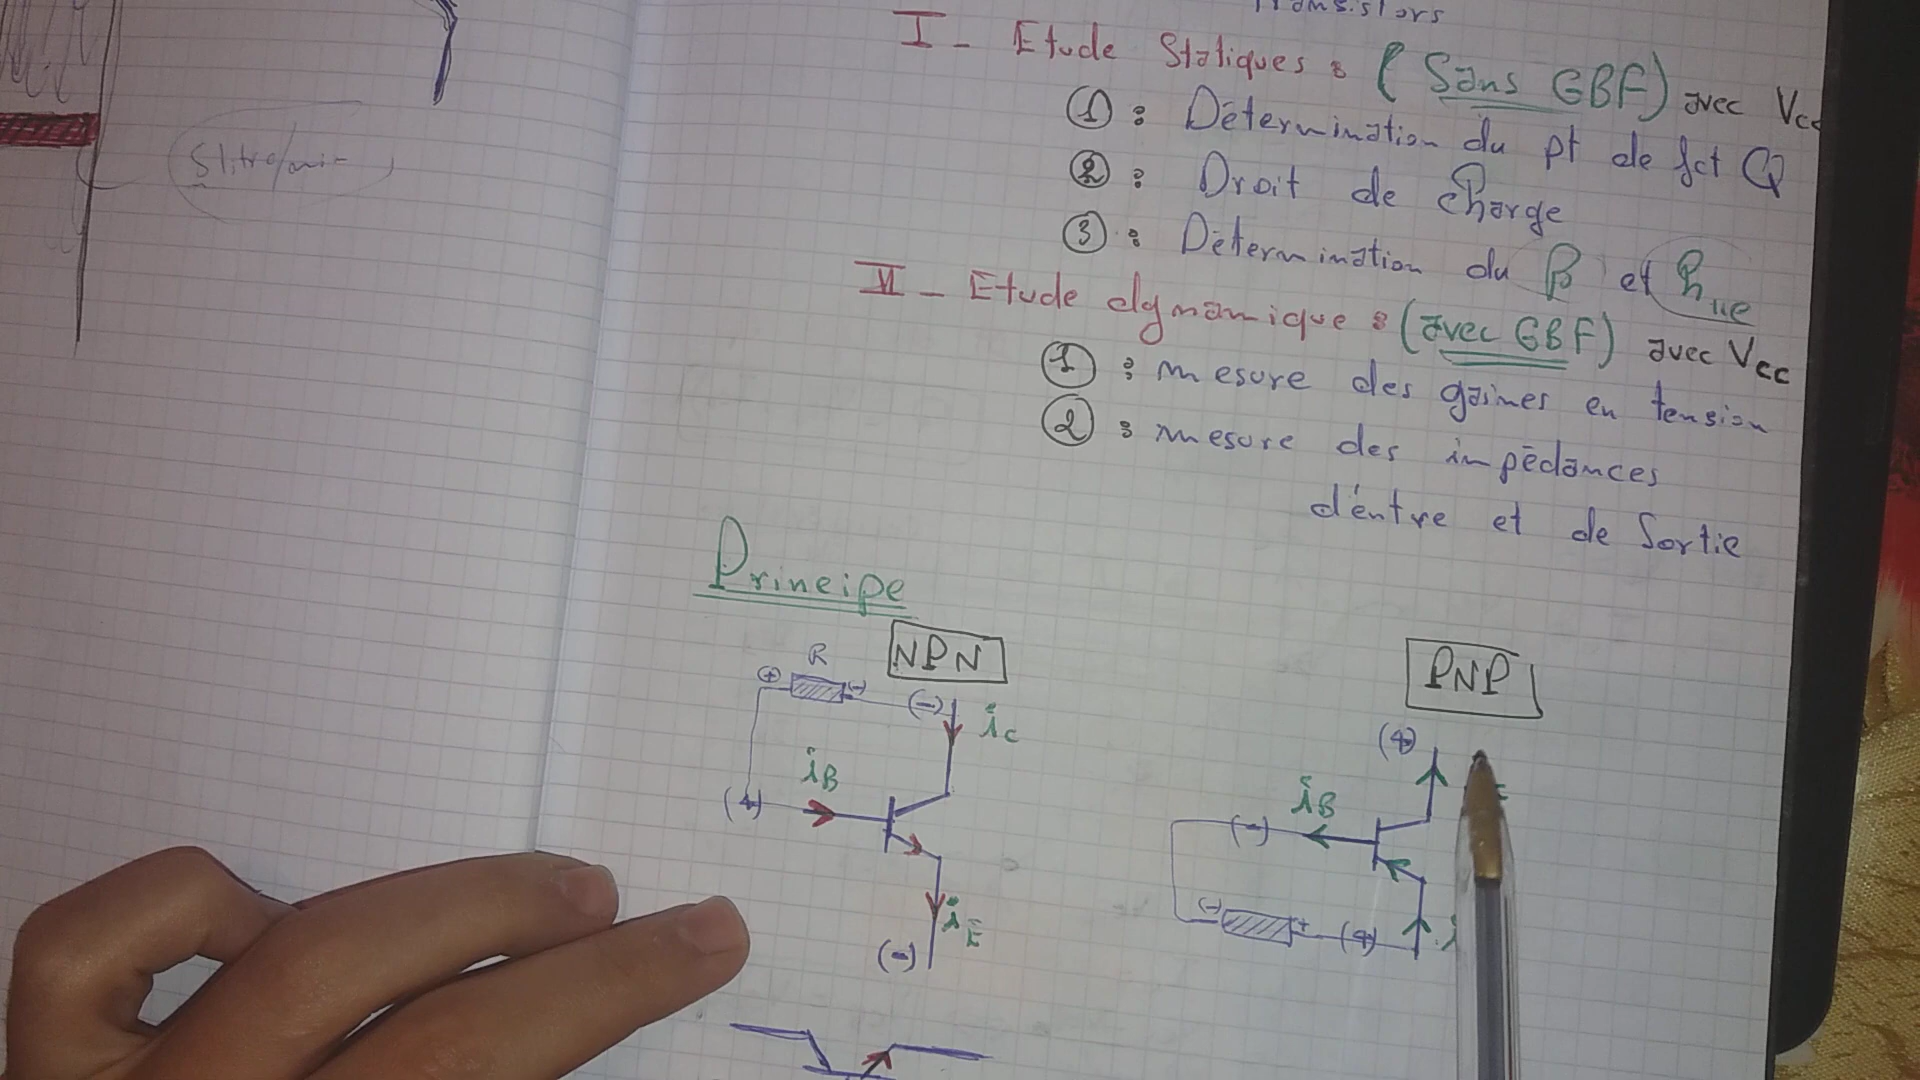 Transistors
I - Etude Statiques : (Sans GBF) avec Vcc
① : Détermination du pt de fct Q
② : Droit de charge
③ : Détermination du β et h11e
II - Etude dynamique : (avec GBF) avec Vcc
① : mesure des gaines en tension
② : mesure des impédances
d'entre et de Sortie
Principe
NPN
PNP
R
(+) (-) (-)
ic
iB
(+)
iE
(-)
(+)
iB
(-)
(-) + (+)